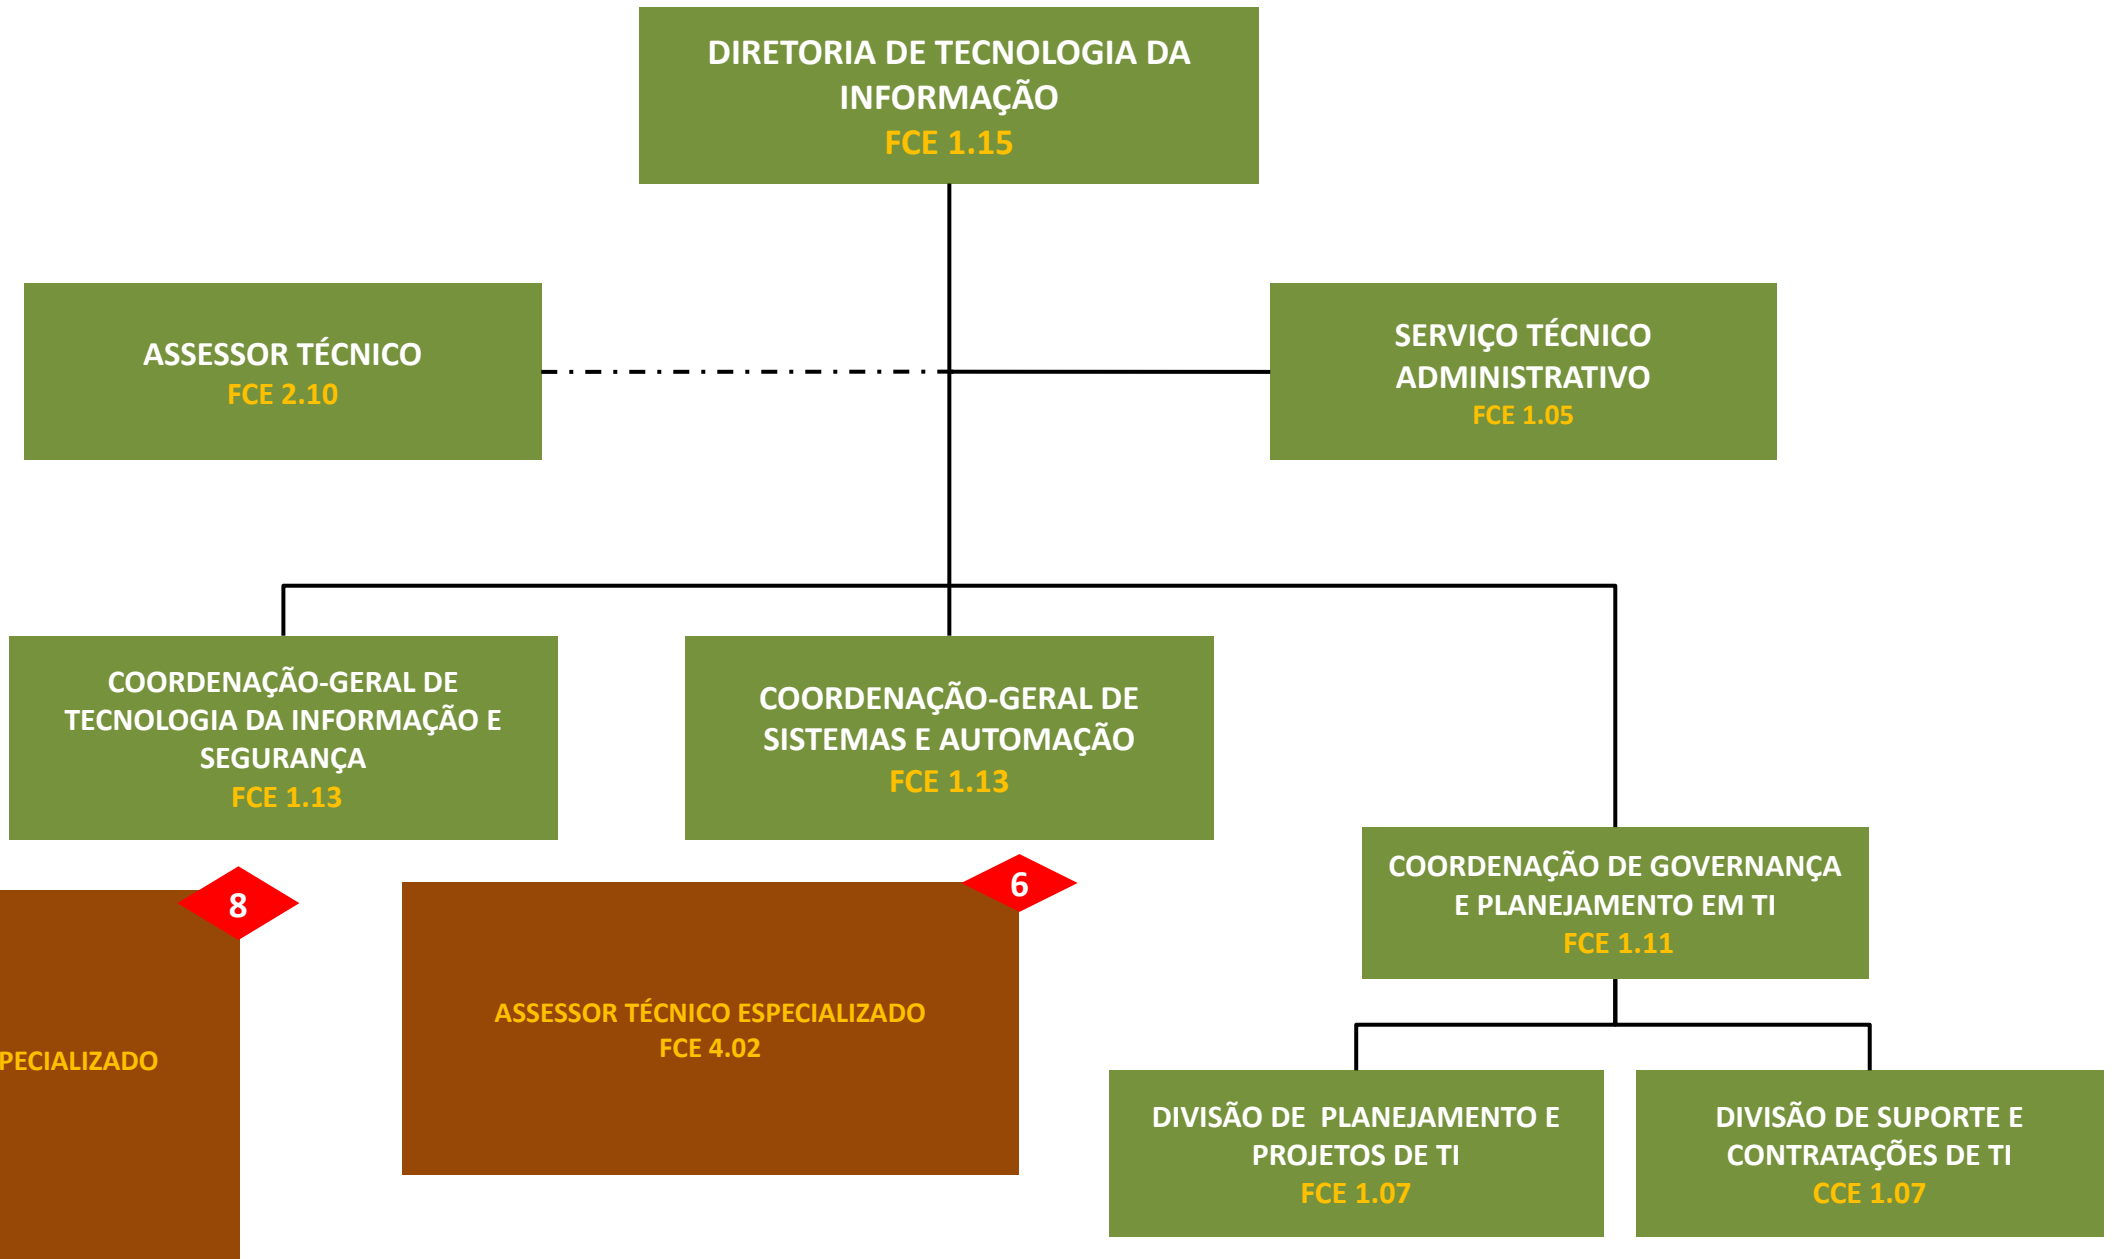 DIRETORIA DE TECNOLOGIA DA
INFORMAÇÃO
FCE 1.15
ASSESSOR TÉCNICO
FCE 2.10
SERVIÇO TÉCNICO
ADMINISTRATIVO
FCE 1.05
COORDENAÇÃO-GERAL DE
TECNOLOGIA DA INFORMAÇÃO E
SEGURANÇA
FCE 1.13
COORDENAÇÃO-GERAL DE
SISTEMAS E AUTOMAÇÃO
FCE 1.13
COORDENAÇÃO DE GOVERNANÇA
E PLANEJAMENTO EM TI
FCE 1.11
8
PECIALIZADO
6
ASSESSOR TÉCNICO ESPECIALIZADO
FCE 4.02
DIVISÃO DE PLANEJAMENTO E
PROJETOS DE TI
FCE 1.07
DIVISÃO DE SUPORTE E
CONTRATAÇÕES DE TI
CCE 1.07